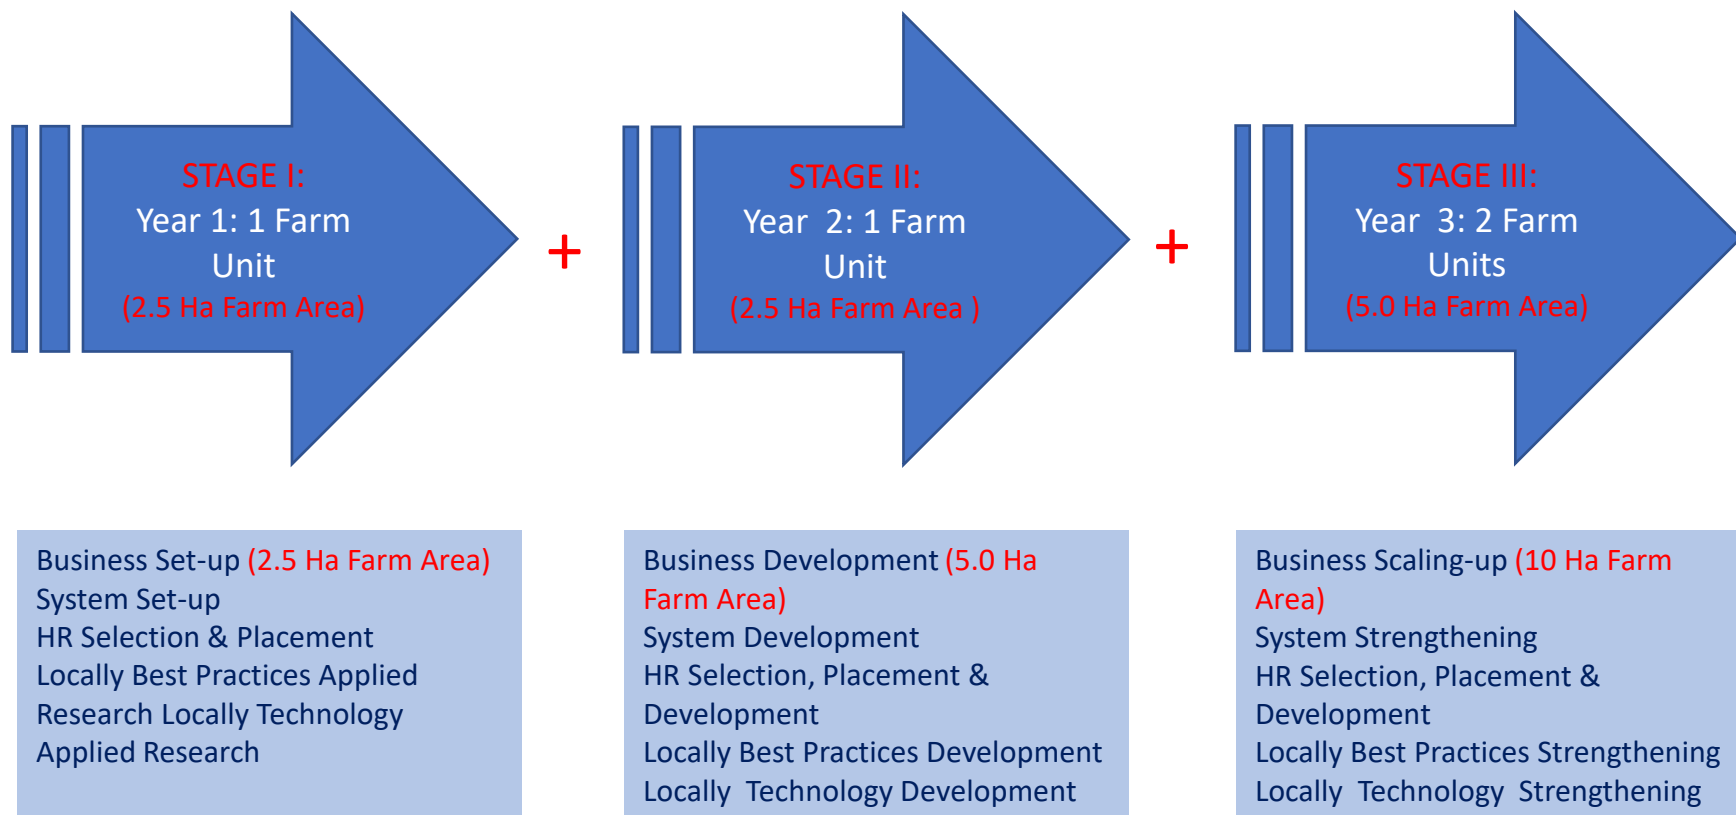 STAGE I:
Year 1: 1 Farm
Unit
(2.5 Ha Farm Area)
+
STAGE II:
Year 2: 1 Farm
Unit
(2.5 Ha Farm Area )
+
STAGE III:
Year 3: 2 Farm
Units
(5.0 Ha Farm Area)
Business Set-up (2.5 Ha Farm Area)
System Set-up
HR Selection & Placement
Locally Best Practices Applied
Research Locally Technology
Applied Research
Business Development (5.0 Ha
Farm Area)
System Development
HR Selection, Placement &
Development
Locally Best Practices Development
Locally Technology Development
Business Scaling-up (10 Ha Farm
Area)
System Strengthening
HR Selection, Placement &
Development
Locally Best Practices Strengthening
Locally Technology Strengthening